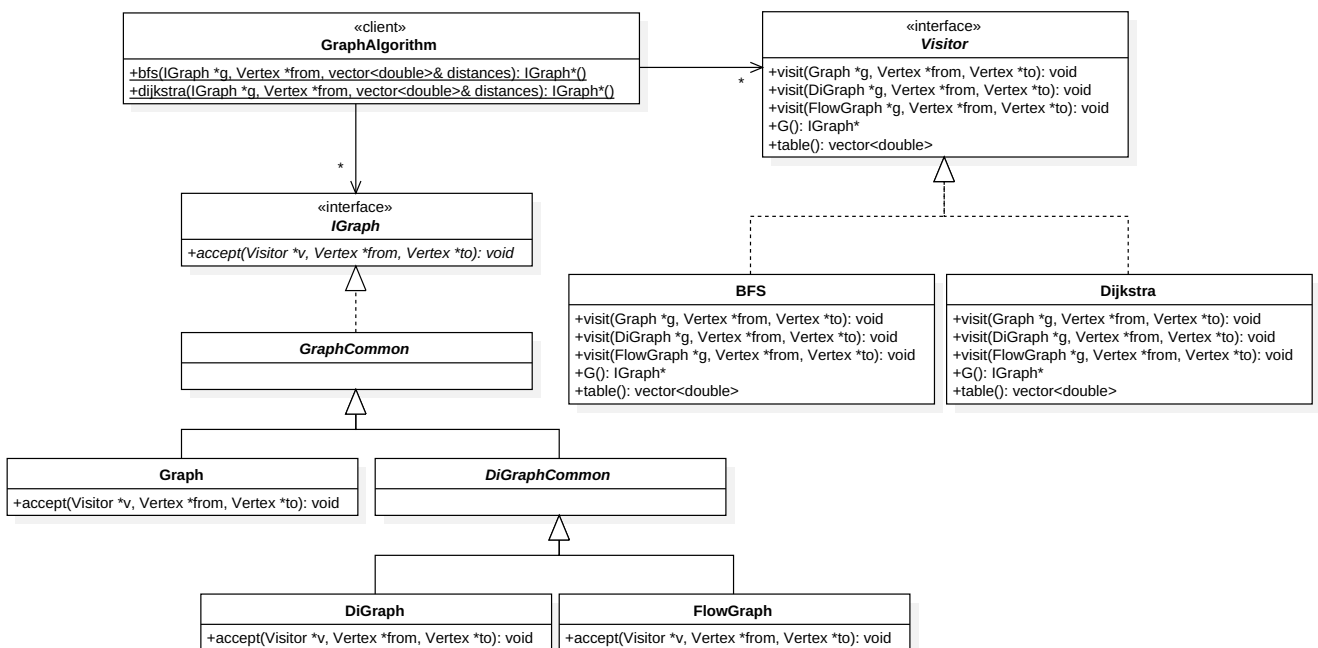 «client»
GraphAlgorithm
+bfs(IGraph *g, Vertex *from, vector<double>& distances): IGraph*()
+dijkstra(IGraph *g, Vertex *from, vector<double>& distances): IGraph*()
*
*
«interface»
Visitor
+visit(Graph *g, Vertex *from, Vertex *to): void
+visit(DiGraph *g, Vertex *from, Vertex *to): void
+visit(FlowGraph *g, Vertex *from, Vertex *to): void
+G(): IGraph*
+table(): vector<double>
«interface»
IGraph
+accept(Visitor *v, Vertex *from, Vertex *to): void
GraphCommon
BFS
+visit(Graph *g, Vertex *from, Vertex *to): void
+visit(DiGraph *g, Vertex *from, Vertex *to): void
+visit(FlowGraph *g, Vertex *from, Vertex *to): void
+G(): IGraph*
+table(): vector<double>
Dijkstra
+visit(Graph *g, Vertex *from, Vertex *to): void
+visit(DiGraph *g, Vertex *from, Vertex *to): void
+visit(FlowGraph *g, Vertex *from, Vertex *to): void
+G(): IGraph*
+table(): vector<double>
Graph
+accept(Visitor *v, Vertex *from, Vertex *to): void
DiGraphCommon
DiGraph
+accept(Visitor *v, Vertex *from, Vertex *to): void
FlowGraph
+accept(Visitor *v, Vertex *from, Vertex *to): void